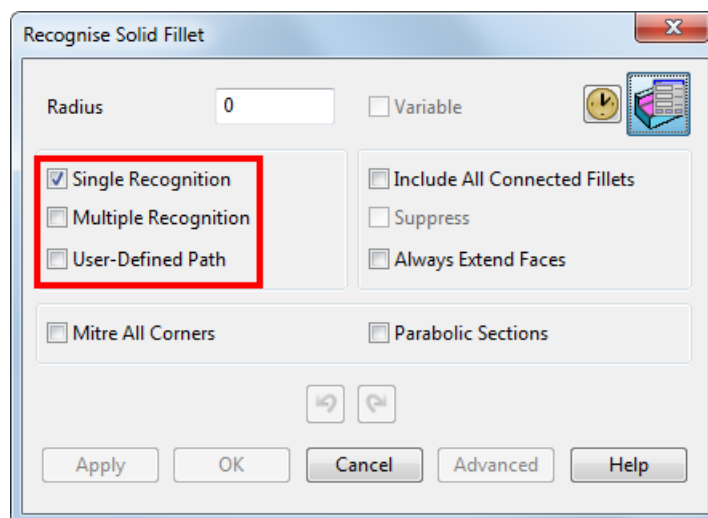 Recognise Solid Fillet
Radius 0 Variable
Single Recognition Include All Connected Fillets
Multiple Recognition Suppress
User-Defined Path Always Extend Faces
Mitre All Corners Parabolic Sections
Apply OK Cancel Advanced Help